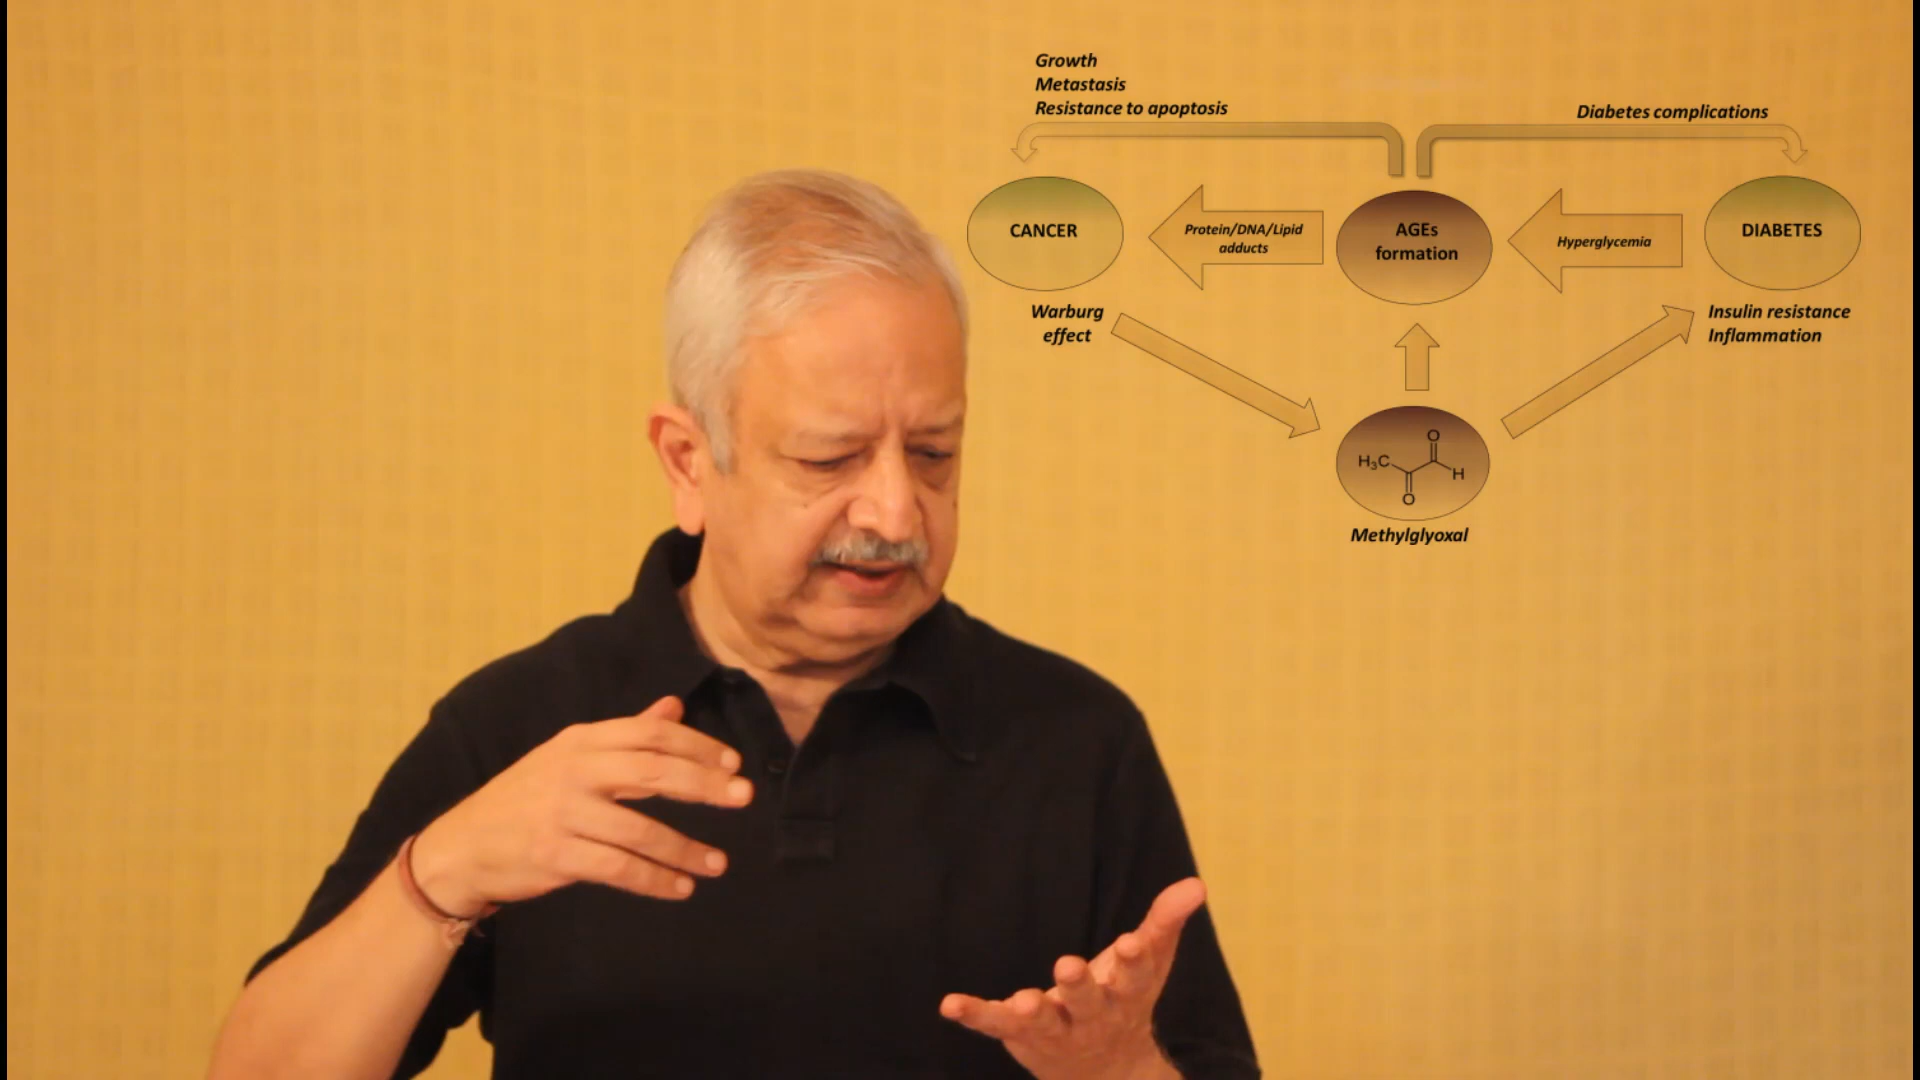 Growth
Metastasis
Resistance to apoptosis
Diabetes complications
CANCER
Protein/DNA/Lipid
adducts
AGEs
formation
Hyperglycemia
DIABETES
Warburg
effect
Insulin resistance
Inflammation
H₃C
O
H
O
Methylglyoxal